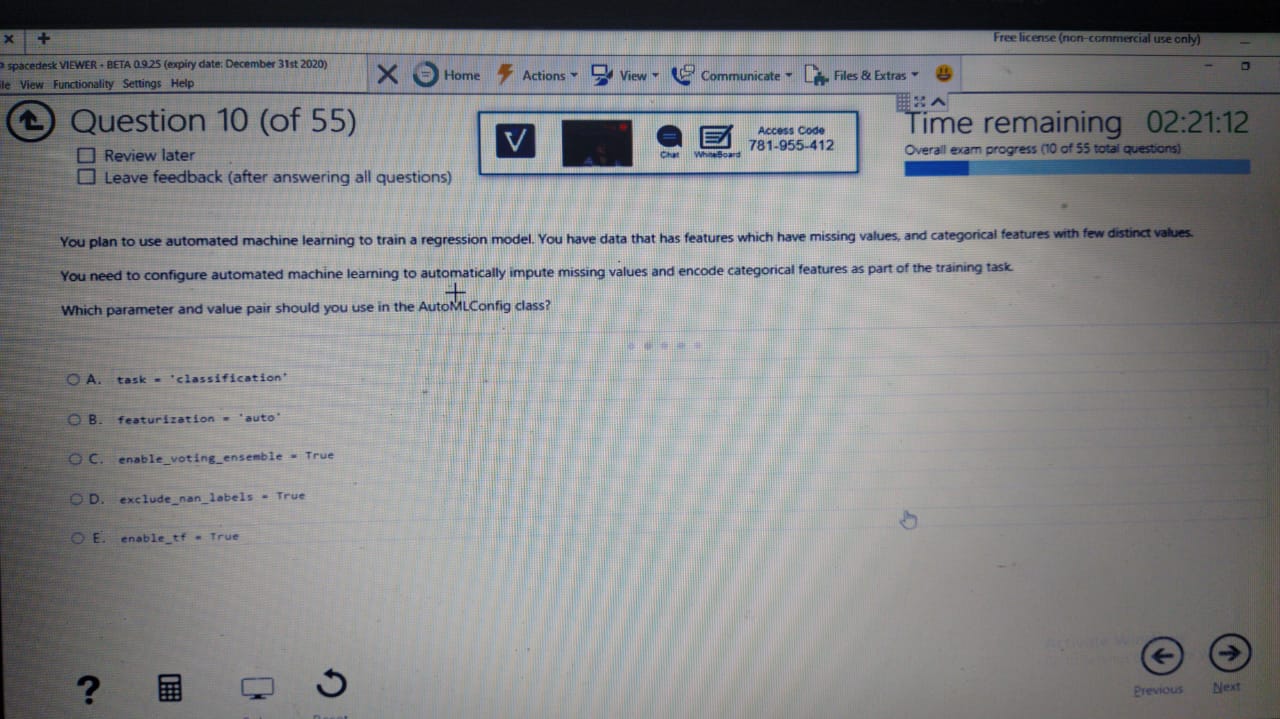 Free license (non-commercial use only)
spacedesk VIEWER - BETA 0.9.25 (expiry date: December 31st 2020)
View Functionality Settings Help
Home Actions View Communicate Files & Extras
Question 10 (of 55)
Review later
Leave feedback (after answering all questions)
Chat
WhiteBoard
Access Code
781-955-412
Time remaining 02:21:12
Overall exam progress (10 of 55 total questions)
You plan to use automated machine learning to train a regression model. You have data that has features which have missing values, and categorical features with few distinct values.
You need to configure automated machine learning to automatically impute missing values and encode categorical features as part of the training task.
Which parameter and value pair should you use in the AutoMLConfig class?
A. task = 'classification'
B. featurization = 'auto'
C. enable_voting_ensemble = True
D. exclude_nan_labels = True
E. enable_tf = True
Previous
Next